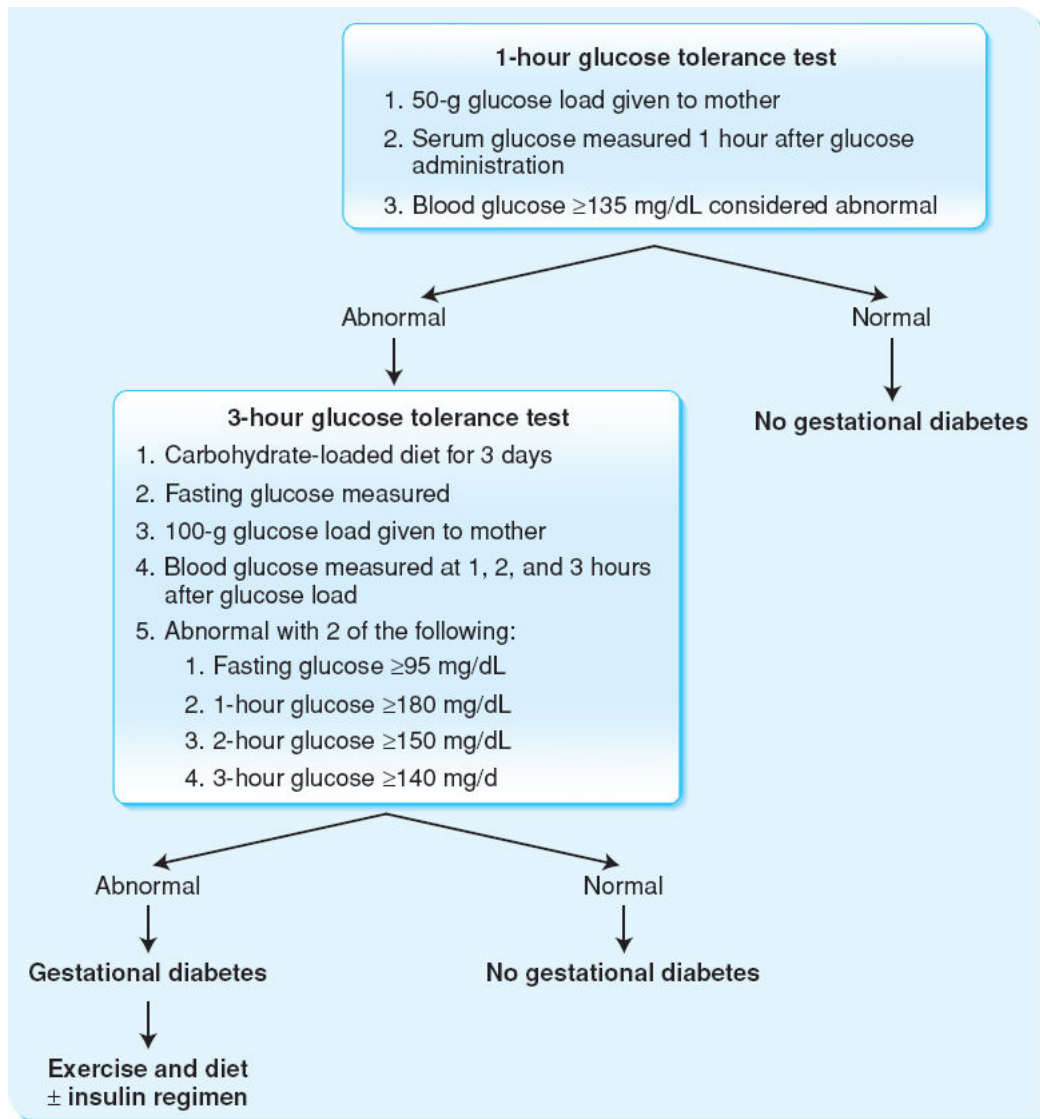 1-hour glucose tolerance test
1. 50-g glucose load given to mother
2. Serum glucose measured 1 hour after glucose
administration
3. Blood glucose ≥135 mg/dL considered abnormal
Abnormal
Normal
No gestational diabetes
3-hour glucose tolerance test
1. Carbohydrate-loaded diet for 3 days
2. Fasting glucose measured
3. 100-g glucose load given to mother
4. Blood glucose measured at 1, 2, and 3 hours
after glucose load
5. Abnormal with 2 of the following:
1. Fasting glucose ≥95 mg/dL
2. 1-hour glucose ≥180 mg/dL
3. 2-hour glucose ≥150 mg/dL
4. 3-hour glucose ≥140 mg/d
Abnormal
Normal
Gestational diabetes
No gestational diabetes
Exercise and diet
± insulin regimen